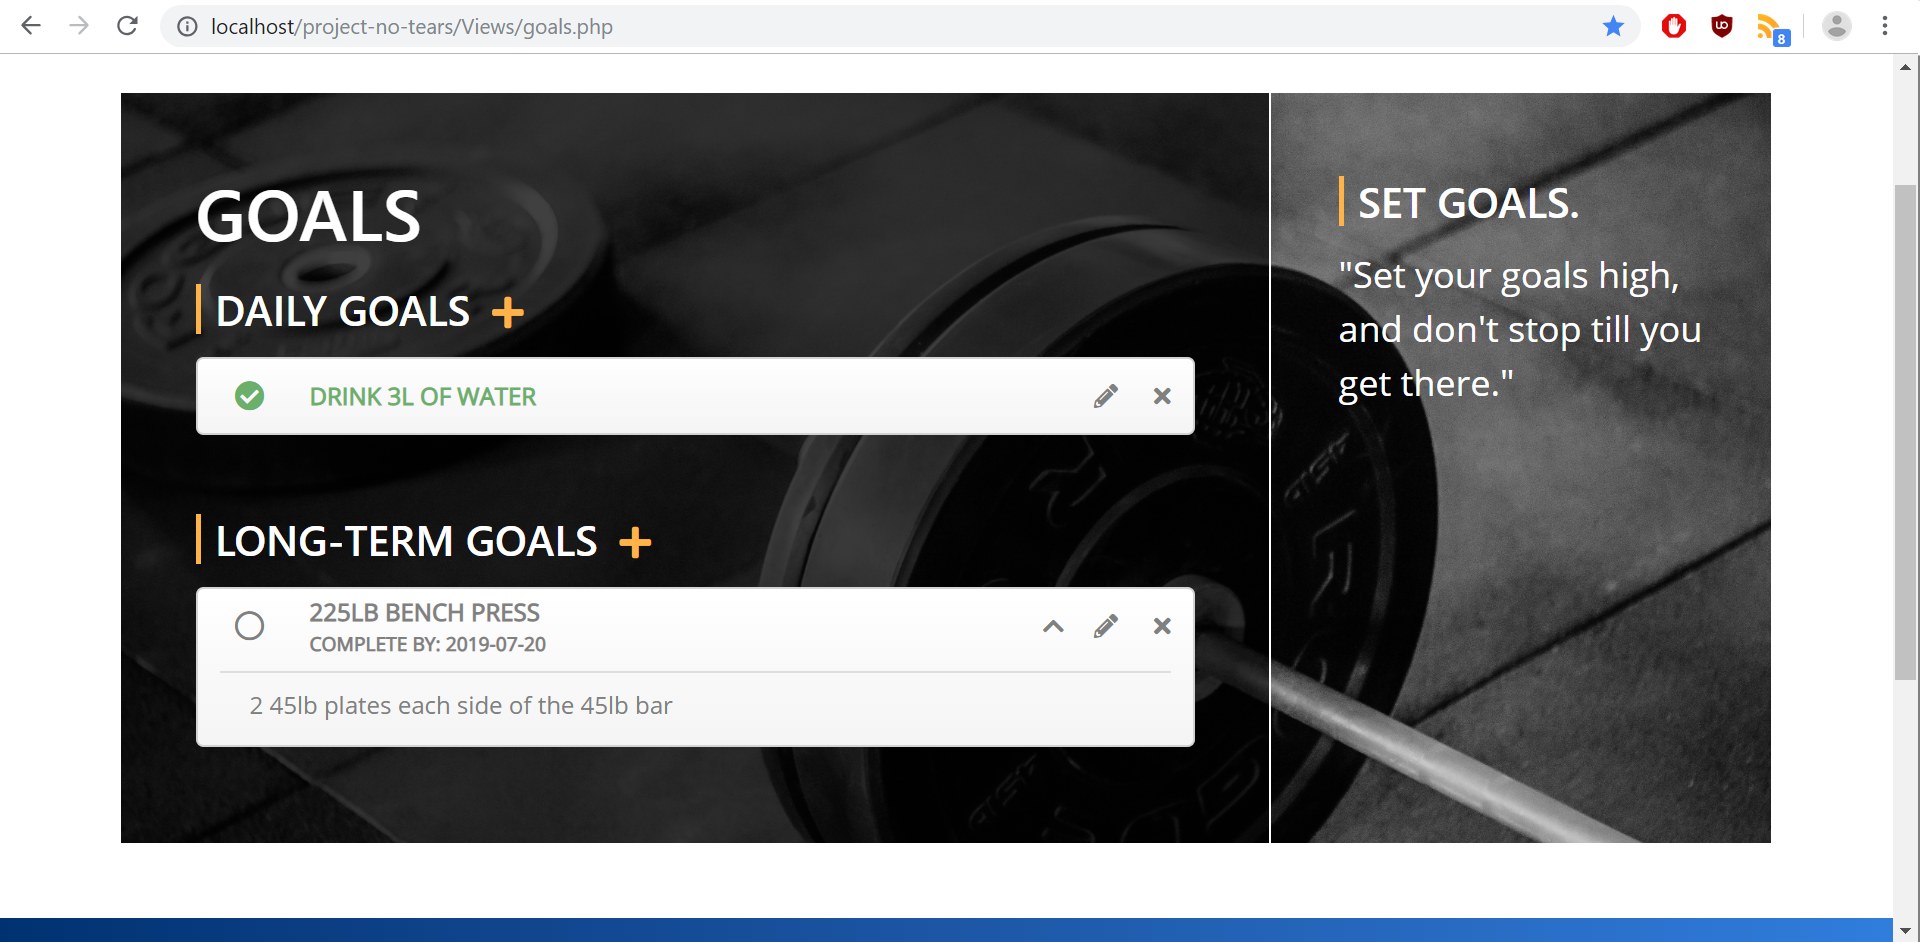 localhost/project-no-tears/Views/goals.php
8
GOALS
DAILY GOALS
DRINK 3L OF WATER
LONG-TERM GOALS
225LB BENCH PRESS
COMPLETE BY: 2019-07-20
2 45lb plates each side of the 45lb bar
SET GOALS.
"Set your goals high,
and don't stop till you
get there."